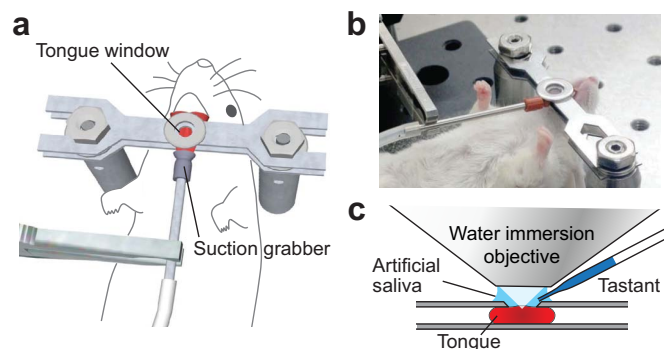 a
Tongue window
Suction grabber
b
c
Water immersion
objective
Artificial
saliva
Tastant
Tongue